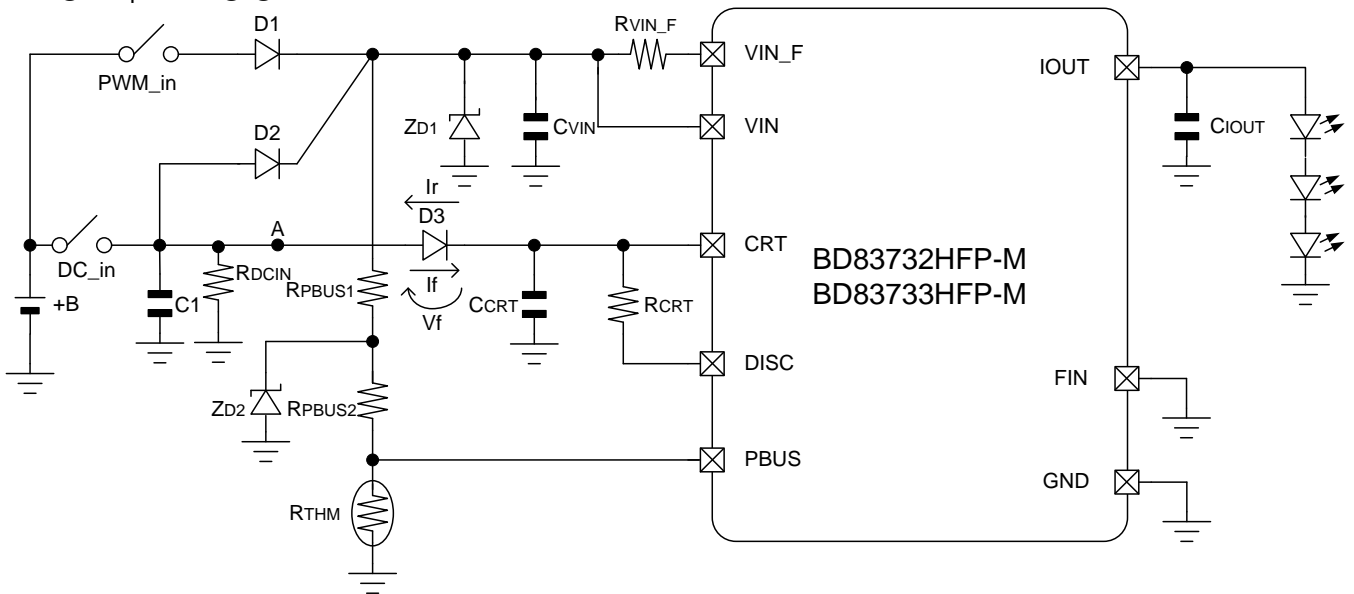 D1
RVIN_F
VIN_F
IOUT
PWM_in
ZD1
CVIN
VIN
CIOUT
D2
Ir
D3
A
CRT
BD83732HFP-M
BD83733HFP-M
DC_in
RDCIN
RPBUS1
If
Vf
CCRT
RCRT
+B
C1
DISC
FIN
ZD2
RPBUS2
PBUS
GND
RTHM